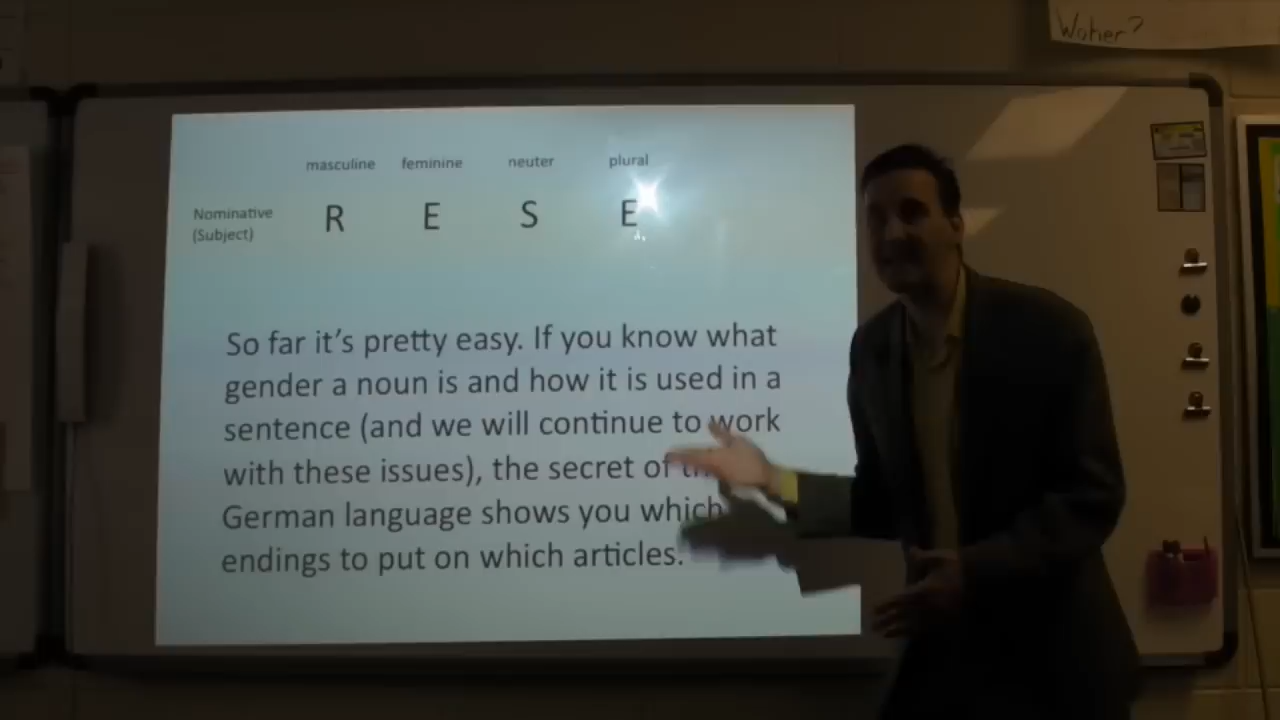 Woher?
masculine feminine neuter plural
Nominative
(Subject)
R E S E
So far it's pretty easy. If you know what
gender a noun is and how it is used in a
sentence (and we will continue to work
with these issues), the secret of
German language shows you which
endings to put on which articles.